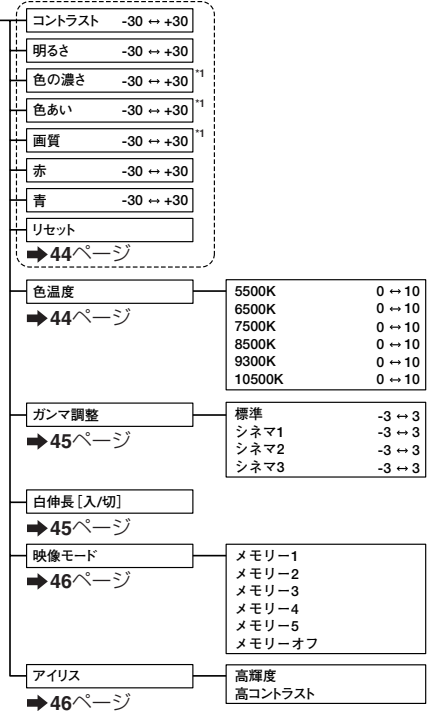 コントラスト -30 ↔ +30
明るさ -30 ↔ +30
色の濃さ -30 ↔ +30 *1
色あい -30 ↔ +30 *1
画質 -30 ↔ +30 *1
赤 -30 ↔ +30
青 -30 ↔ +30
リセット
➡44ページ
色温度
➡44ページ
5500K 0 ↔ 10
6500K 0 ↔ 10
7500K 0 ↔ 10
8500K 0 ↔ 10
9300K 0 ↔ 10
10500K 0 ↔ 10
ガンマ調整
➡45ページ
標準 -3 ↔ 3
シネマ1 -3 ↔ 3
シネマ2 -3 ↔ 3
シネマ3 -3 ↔ 3
白伸長 [入/切]
➡45ページ
映像モード
➡46ページ
メモリー1
メモリー2
メモリー3
メモリー4
メモリー5
メモリーオフ
アイリス
➡46ページ
高輝度
高コントラスト